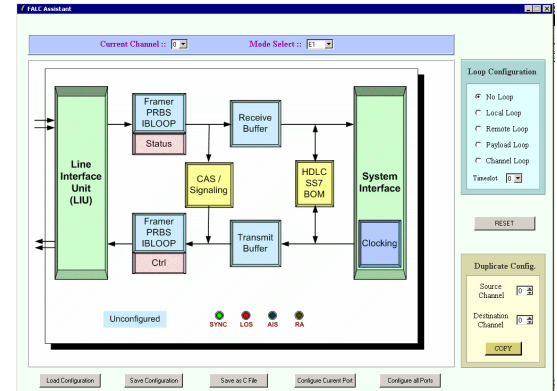 FALC Assistant
Current Channel :: 0
Mode Select :: E1
Loop Configuration
No Loop
Local Loop
Remote Loop
Payload Loop
Channel Loop
Timeslot 0
RESET
Duplicate Config.
Source
Channel
0
Destination
Channel
0
COPY
Line
Interface
Unit
(LIU)
Framer
PRBS
IBLOOP
Status
Receive
Buffer
CAS /
Signaling
HDLC
SS7
BOM
System
Interface
Clocking
Framer
PRBS
IBLOOP
Ctrl
Transmit
Buffer
Unconfigured
SYNC
LOS
AIS
RA
Load Configuration
Save Configuration
Save as C File
Configure Current Port
Configure all Ports